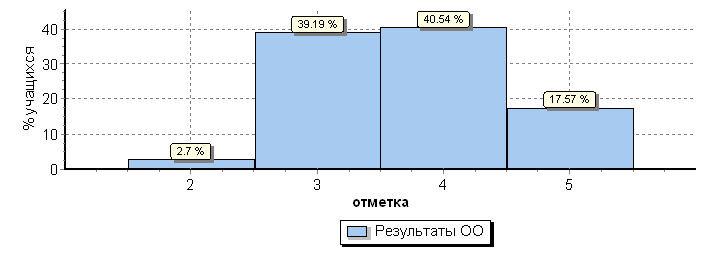 % учащихся
40
30
20
10
0
2.7 %
39.19 %
40.54 %
17.57 %
2 3 4 5
отметка
Результаты ОО